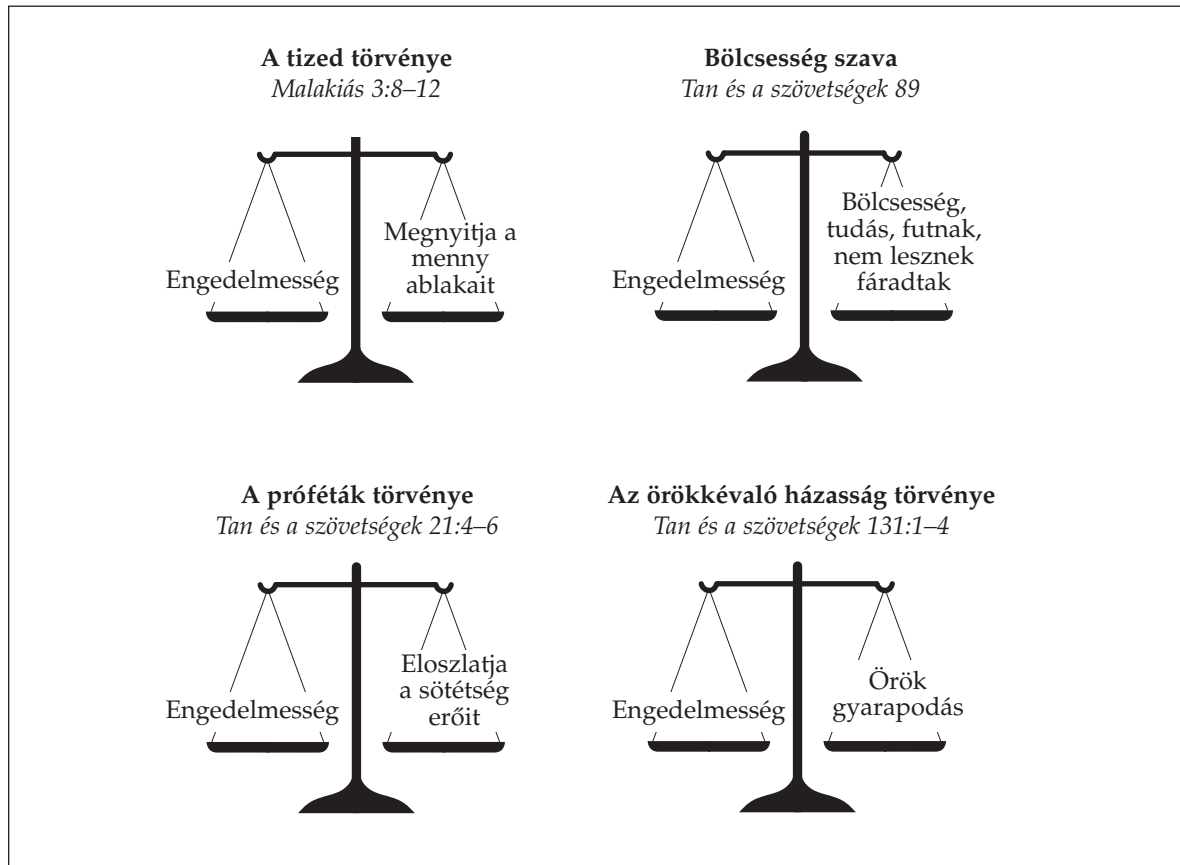 A tized törvénye
Malakiás 3:8–12
Engedelmesség
Megnyitja a
menny
ablakait
Bölcsesség szava
Tan és a szövetségek 89
Engedelmesség
Bölcsesség,
tudás, futnak,
nem lesznek
fáradtak
A próféták törvénye
Tan és a szövetségek 21:4–6
Engedelmesség
Eloszlatja
a sötétség
erőit
Az örökkévaló házasság törvénye
Tan és a szövetségek 131:1–4
Engedelmesség
Örök
gyarapodás